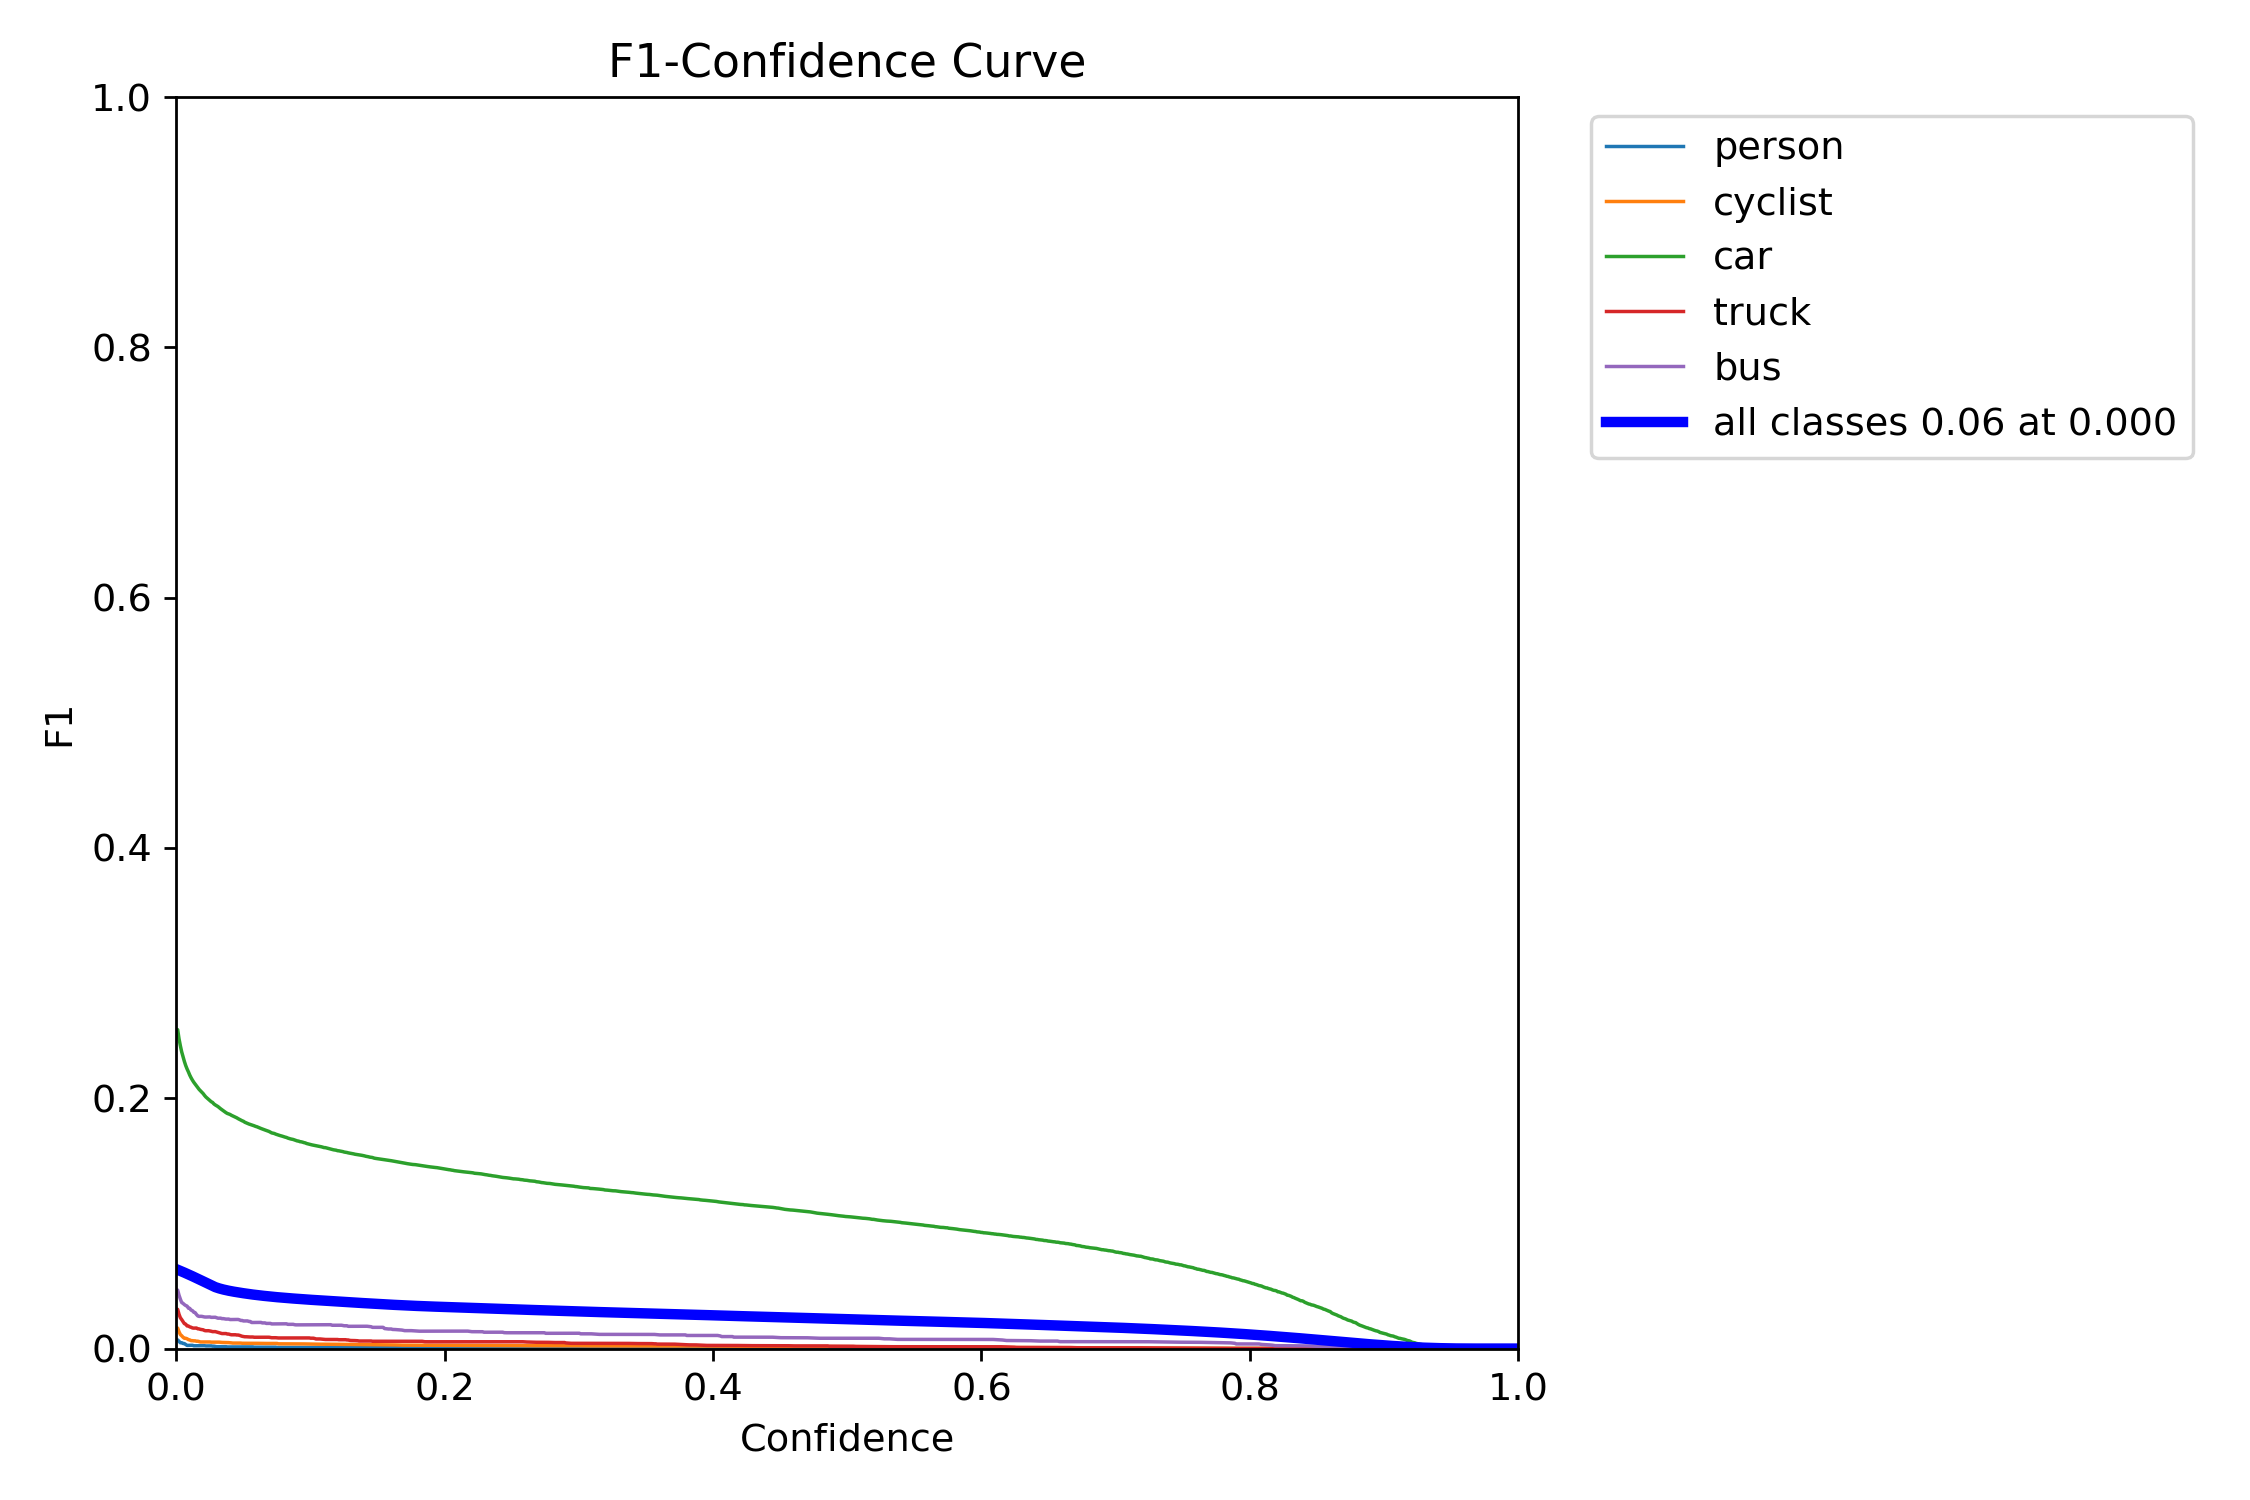 F1-Confidence Curve
1.0
0.8
0.6
0.4
0.2
0.0
F1
0.0 0.2 0.4 0.6 0.8 1.0
Confidence
person
cyclist
car
truck
bus
all classes 0.06 at 0.000